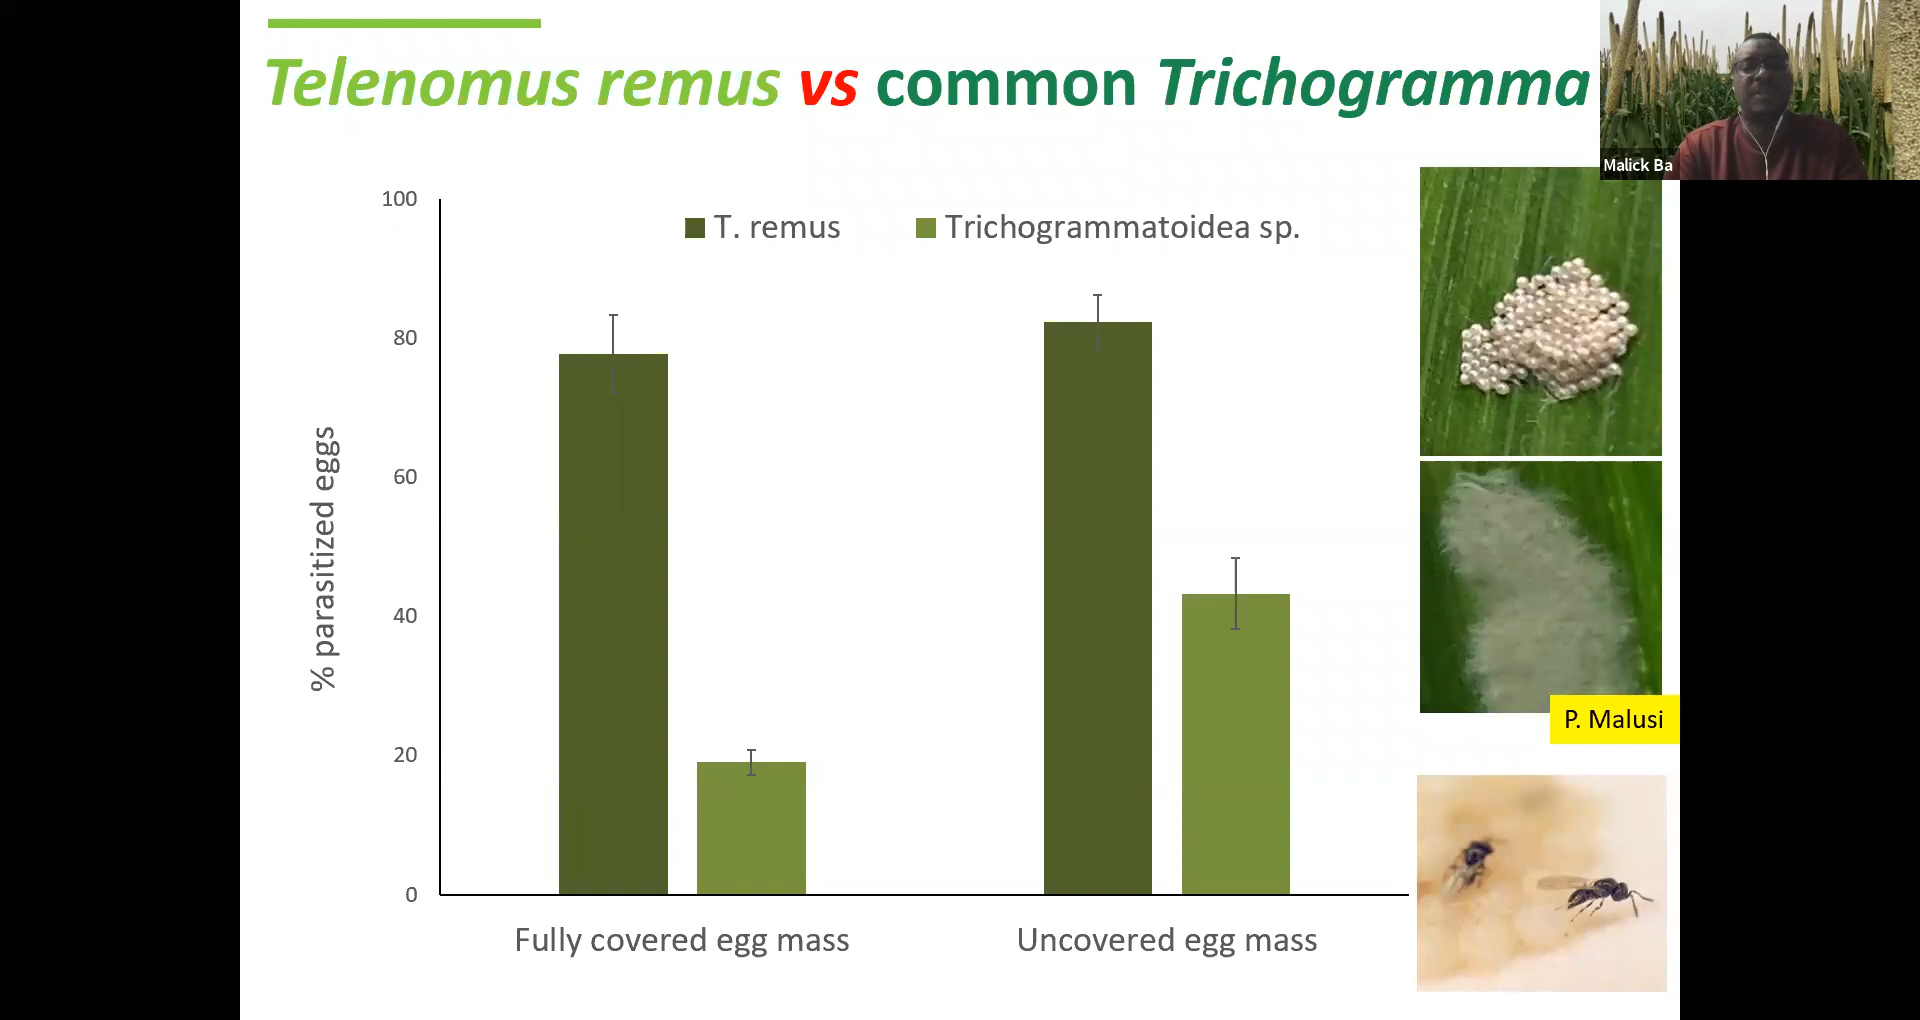 Telenomus remus vs common Trichogramma
Malick Ba
T. remus
Trichogrammatoidea sp.
% parasitized eggs
100
80
60
40
20
0
Fully covered egg mass
Uncovered egg mass
P. Malusi